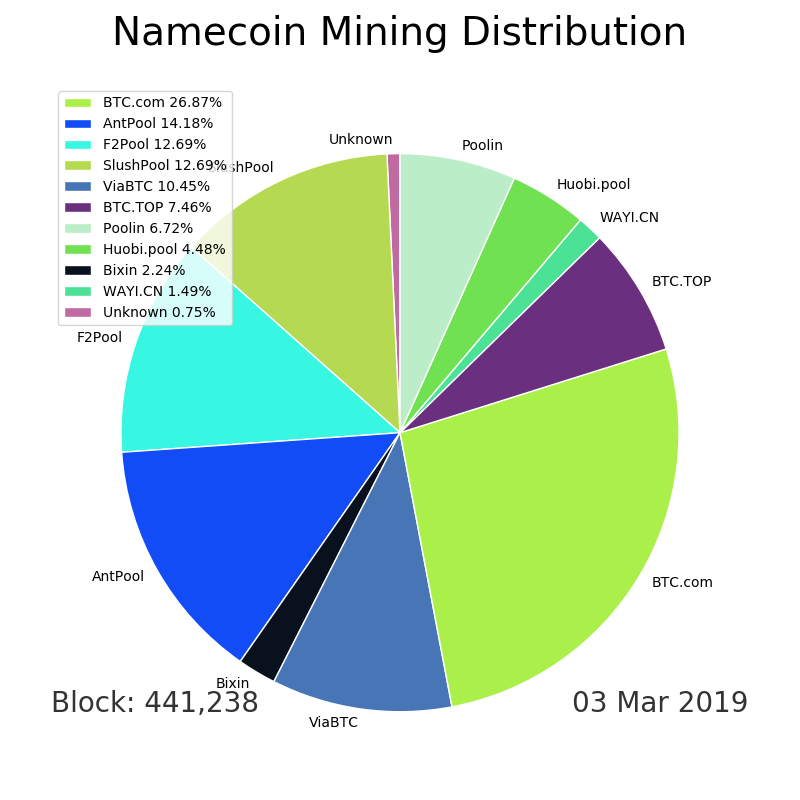 Namecoin Mining Distribution
BTC.com 26.87%
AntPool 14.18%
F2Pool 12.69%
SlushPool 12.69%
ViaBTC 10.45%
BTC.TOP 7.46%
Poolin 6.72%
Huobi.pool 4.48%
Bixin 2.24%
WAYI.CN 1.49%
Unknown 0.75%
Unknown
Poolin
SlushPool
Huobi.pool
WAYI.CN
BTC.TOP
F2Pool
AntPool
BTC.com
Bixin
ViaBTC
Block: 441,238
03 Mar 2019